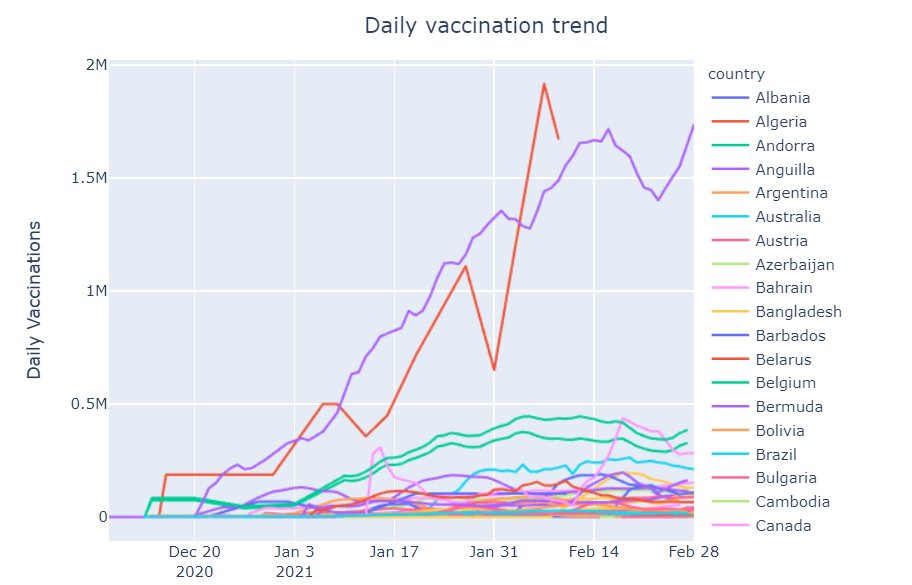 Daily vaccination trend
2M
1.5M
1M
0.5M
0
Daily Vaccinations
Dec 20
2020
Jan 3
2021
Jan 17
Jan 31
Feb 14
Feb 28
country
Albania
Algeria
Andorra
Anguilla
Argentina
Australia
Austria
Azerbaijan
Bahrain
Bangladesh
Barbados
Belarus
Belgium
Bermuda
Bolivia
Brazil
Bulgaria
Cambodia
Canada